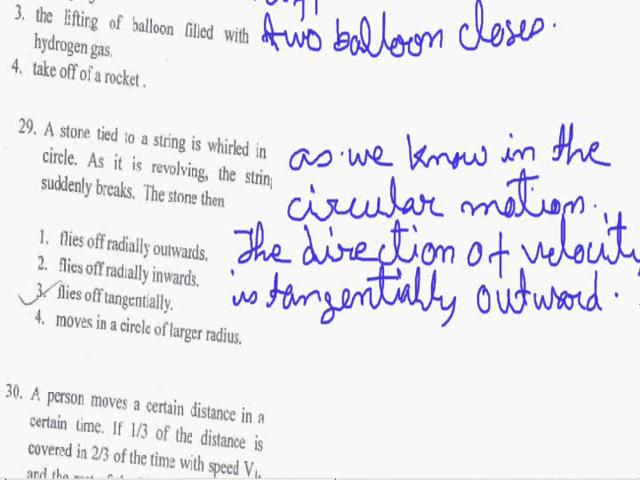 3. the lifting of balloon filled with
hydrogen gas.
two balloon closes.
4. take off of a rocket.
29. A stone tied to a string is whirled in
circle. As it is revolving, the strin
suddenly breaks. The stone then
as we know in the
circular motion.
1. flies off radially outwards.
2. flies off radially inwards.
3. flies off tangentially.
4. moves in a circle of larger radius.
The direction of velocity
is tangentially outward.
30. A person moves a certain distance in a
certain time. If 1/3 of the distance is
covered in 2/3 of the time with speed V₁,
and the